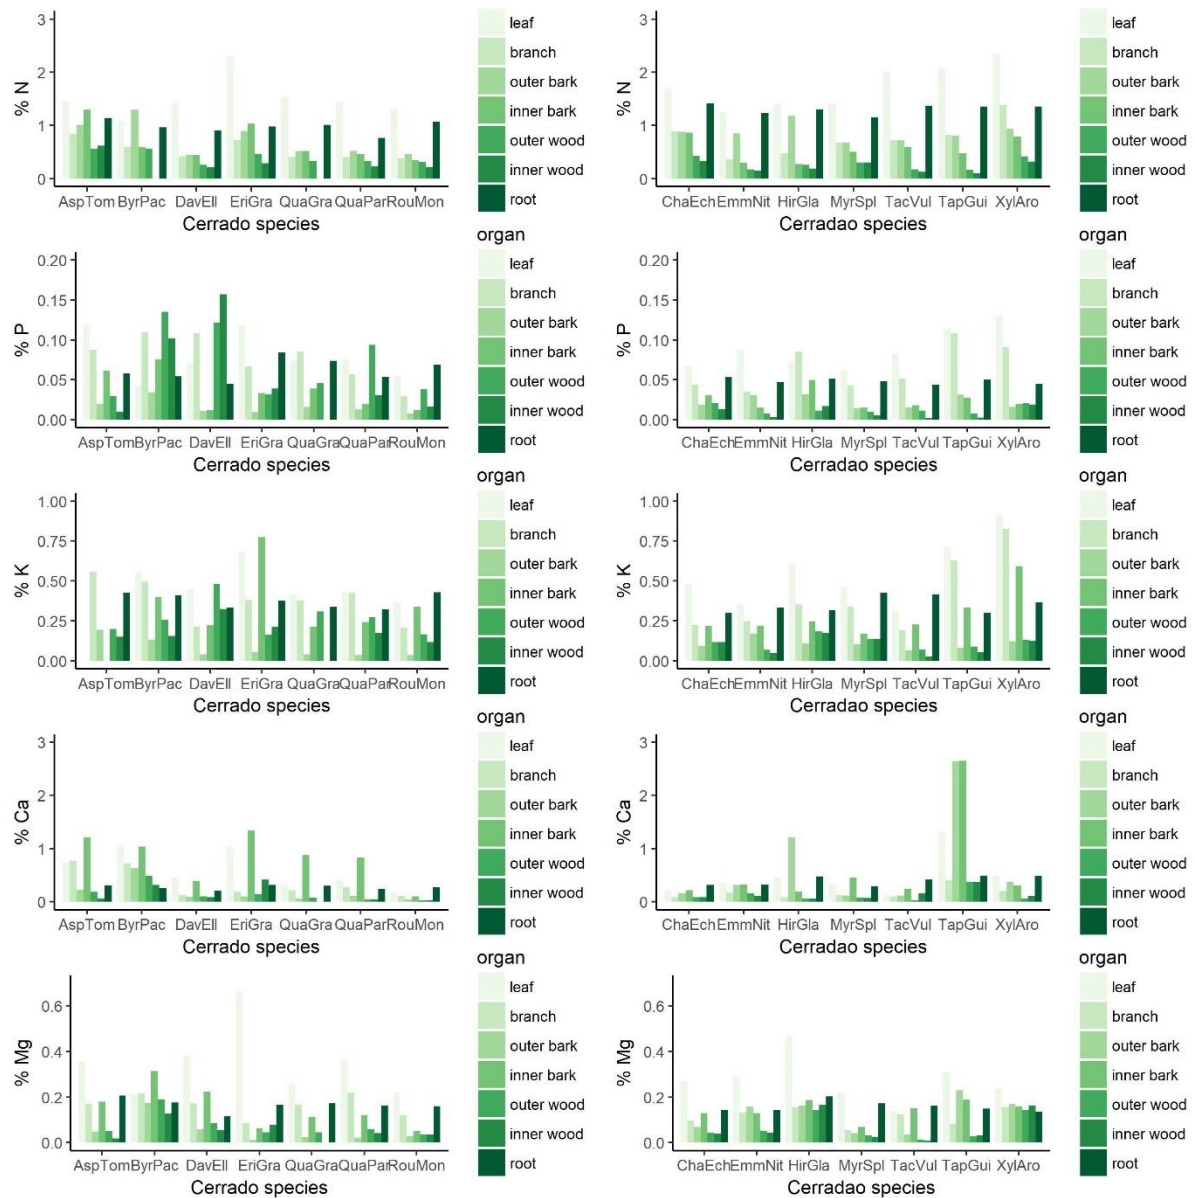 3
2
1
0
% N
AspTom ByrPac DavEll EriGra QuaGra QuaPar RouMon
Cerrado species
leaf
branch
outer bark
inner bark
outer wood
inner wood
root
3
2
1
0
% N
ChaEch EmmNit HirGla MyrSpl TacVul TapGui XylAro
Cerradao species
leaf
branch
outer bark
inner bark
outer wood
inner wood
root
0.20
0.15
0.10
0.05
0.00
% P
AspTom ByrPac DavEll EriGra QuaGra QuaPar RouMon
Cerrado species
organ
leaf
branch
outer bark
inner bark
outer wood
inner wood
root
0.20
0.15
0.10
0.05
0.00
% P
ChaEch EmmNit HirGla MyrSpl TacVul TapGui XylAro
Cerradao species
organ
leaf
branch
outer bark
inner bark
outer wood
inner wood
root
1.00
0.75
0.50
0.25
0.00
% K
AspTom ByrPac DavEll EriGra QuaGra QuaPar RouMon
Cerrado species
organ
leaf
branch
outer bark
inner bark
outer wood
inner wood
root
1.00
0.75
0.50
0.25
0.00
% K
ChaEch EmmNit HirGla MyrSpl TacVul TapGui XylAro
Cerradao species
organ
leaf
branch
outer bark
inner bark
outer wood
inner wood
root
3
2
1
0
% Ca
AspTom ByrPac DavEll EriGra QuaGra QuaPar RouMon
Cerrado species
organ
leaf
branch
outer bark
inner bark
outer wood
inner wood
root
3
2
1
0
% Ca
ChaEch EmmNit HirGla MyrSpl TacVul TapGui XylAro
Cerradao species
organ
leaf
branch
outer bark
inner bark
outer wood
inner wood
root
0.6
0.4
0.2
0.0
% Mg
AspTom ByrPac DavEll EriGra QuaGra QuaPar RouMon
Cerrado species
organ
leaf
branch
outer bark
inner bark
outer wood
inner wood
root
0.6
0.4
0.2
0.0
% Mg
ChaEch EmmNit HirGla MyrSpl TacVul TapGui XylAro
Cerradao species
organ
leaf
branch
outer bark
inner bark
outer wood
inner wood
root